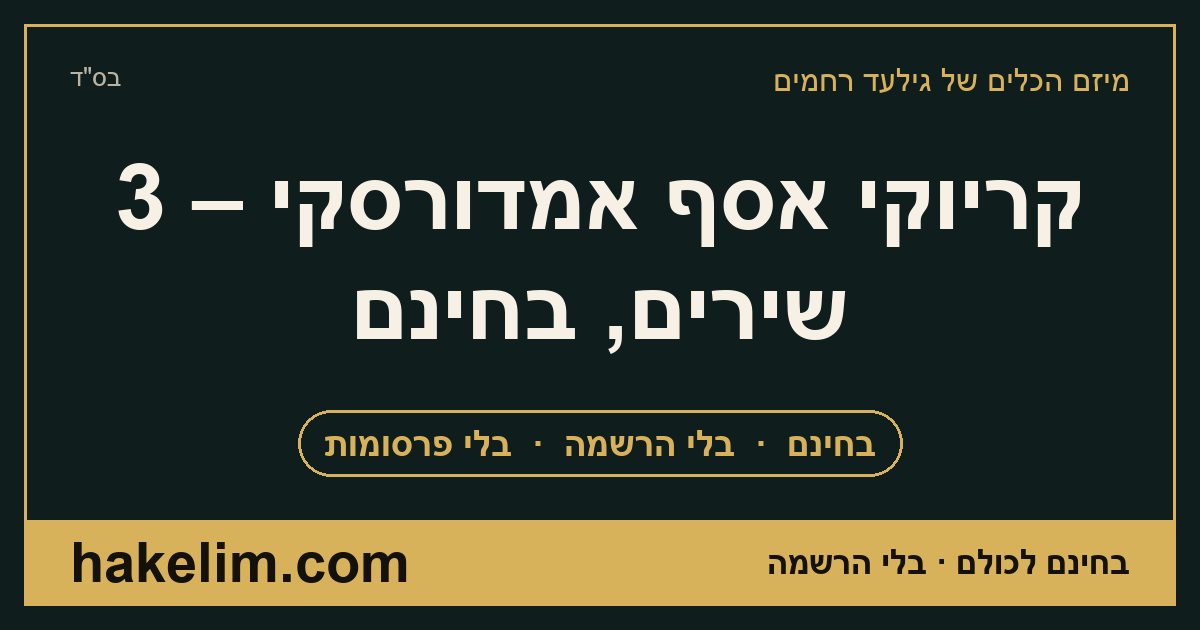 מיזם הכלים של גילעד רחמים
בס"ד
קריוקי אסף אמדורסקי – 3
שירים, בחינם
בחינם · בלי הרשמה · בלי פרסומות
בחינם לכולם · בלי הרשמה
hakelim.com